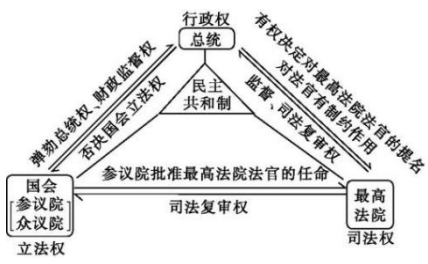 行政权
总统
弹劾总统权、财政监督权
否决国会立法权
民主
共和制
监督、司法复审权
有权决定对最高法院法官的提名
对法官有制约作用
参议院批准最高法院法官的任命
司法复审权
国会
[参议院
众议院]
立法权
最高
法院
司法权